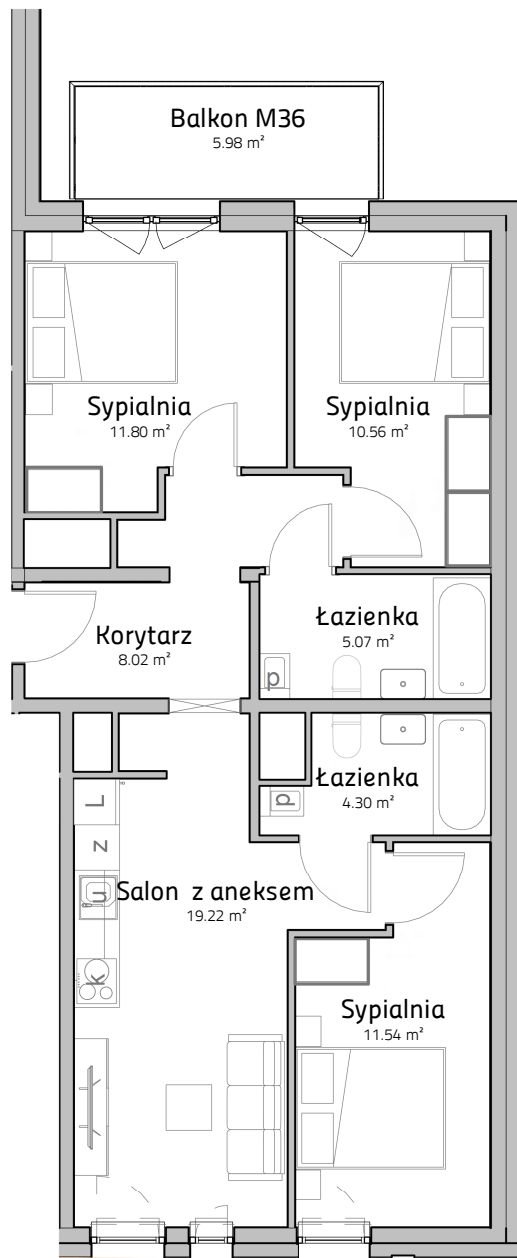 Balkon M36
5.98 m²
Sypialnia
11.80 m²
Sypialnia
10.56 m²
Łazienka
5.07 m²
Korytarz
8.02 m²
p
Łazienka
4.30 m²
p
L
z
u
Salon z aneksem
19.22 m²
k
Sypialnia
11.54 m²